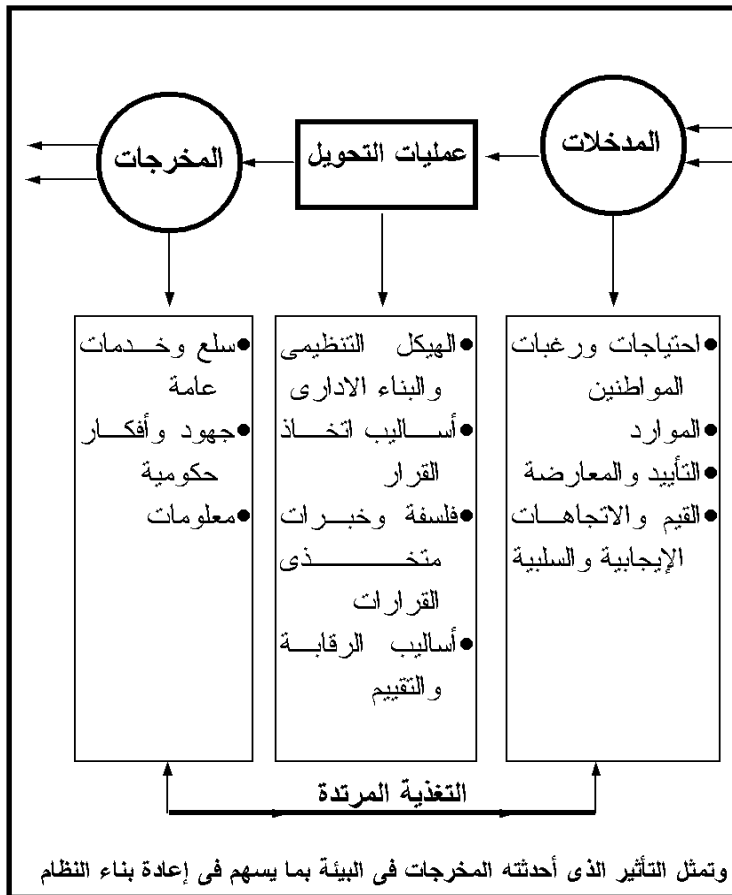 المدخلات
عمليات التحويل
المخرجات
●احتياجات ورغبات
المواطنين
●الموارد
●التأييد والمعارضة
●القيم والاتجاهات
الإيجابية والسلبية
●الهيكل التنظيمى
والبناء الادارى
●أساليب اتخاذ
القرار
●فلسفة وخبرات
متخذى
القرارات
●أساليب الرقابة
والتقييم
●سلع وخدمات
عامة
●جهود وأفكار
حكومية
●معلومات
التغذية المرتدة
وتمثل التأثير الذى أحدثته المخرجات فى البيئة بما يسهم فى إعادة بناء النظام